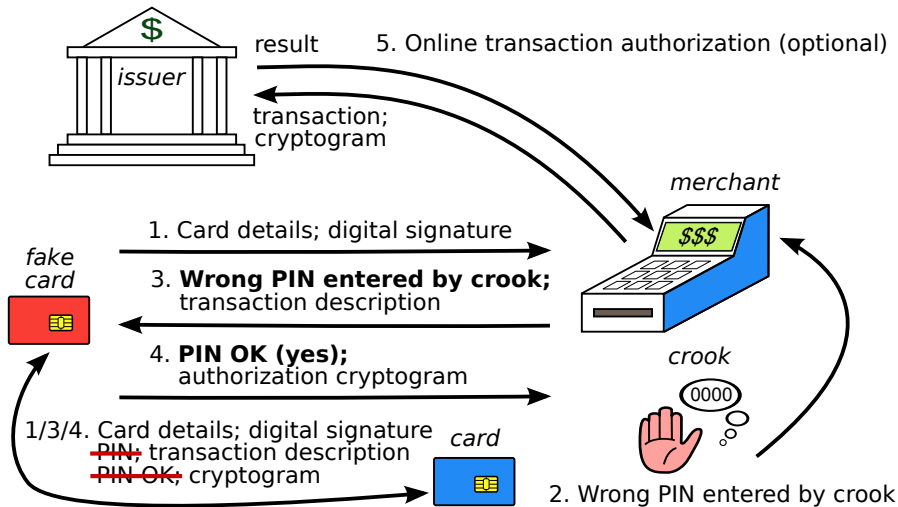 $
issuer
result
5. Online transaction authorization (optional)
transaction;
cryptogram
merchant
$$$
1. Card details; digital signature
fake
card
3. Wrong PIN entered by crook;
transaction description
4. PIN OK (yes);
authorization cryptogram
crook
0000
1/3/4. Card details; digital signature
PIN; transaction description
PIN OK; cryptogram
card
2. Wrong PIN entered by crook